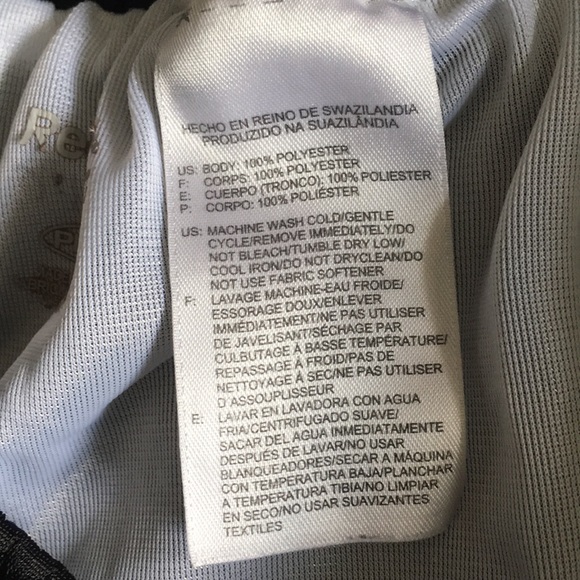 HECHO EN REINO DE SWAZILANDIA
PRODUZIDO NA SUAZILÂNDIA
US: BODY: 100% POLYESTER
F: CORPS: 100% POLYESTER
E: CUERPO (TRONCO): 100% POLIESTER
P: CORPO: 100% POLIÉSTER
US: MACHINE WASH COLD/GENTLE
CYCLE/REMOVE IMMEDIATELY/DO
NOT BLEACH/TUMBLE DRY LOW/
COOL IRON/DO NOT DRYCLEAN/DO
NOT USE FABRIC SOFTENER
F: LAVAGE MACHINE-EAU FROIDE/
ESSORAGE DOUX/ENLEVER
IMMÉDIATEMENT/NE PAS UTILISER
DE JAVELISANT/SÉCHAGE PAR
CULBUTAGE À BASSE TEMPÉRATURE/
REPASSAGE À FROID/PAS DE
NETTOYAGE À SEC/NE PAS UTILISER
D'ASSOUPLISSEUR
E: LAVAR EN LAVADORA CON AGUA
FRIA/CENTRIFUGADO SUAVE/
SACAR DEL AGUA INMEDIATAMENTE
DESPUÉS DE LAVAR/NO USAR
BLANQUEADORES/SECAR A MÁQUINA
CON TEMPERATURA BAJA/PLANCHAR
A TEMPERATURA TIBIA/NO LIMPIAR
EN SECO/NO USAR SUAVIZANTES
TEXTILES